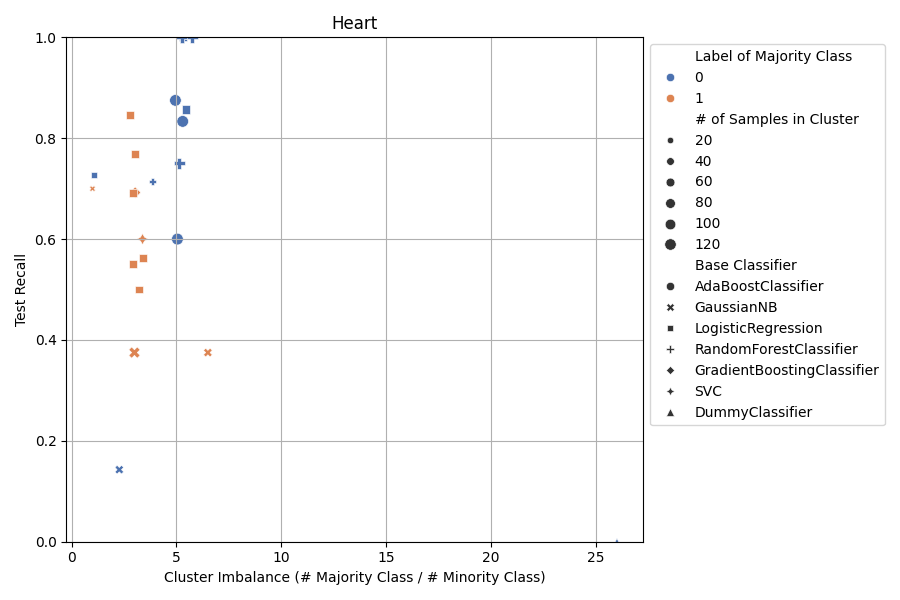 Heart
1.0
0.8
0.6
0.4
0.2
0.0
Test Recall
0 5 10 15 20 25
Cluster Imbalance (# Majority Class / # Minority Class)
Label of Majority Class
0
1
# of Samples in Cluster
20
40
60
80
100
120
Base Classifier
AdaBoostClassifier
GaussianNB
LogisticRegression
RandomForestClassifier
GradientBoostingClassifier
SVC
DummyClassifier